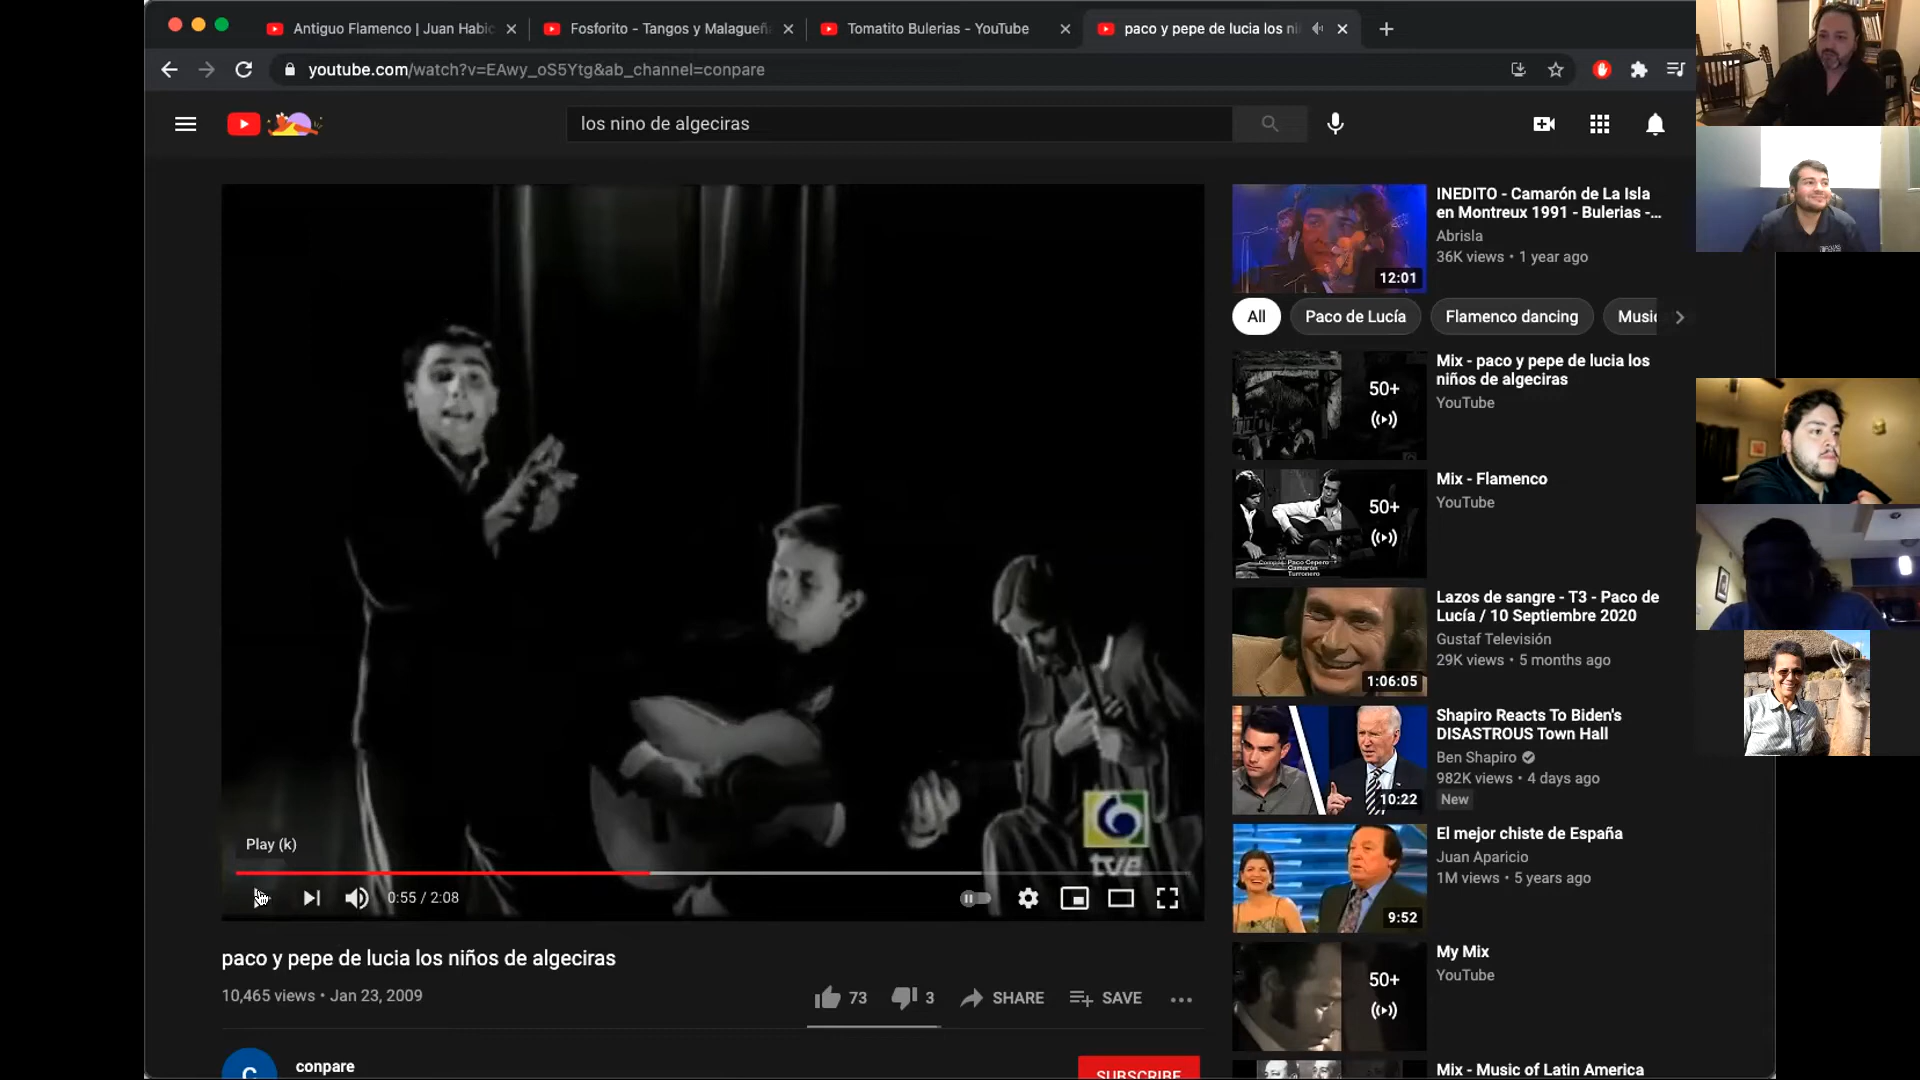 Antiguo Flamenco | Juan Habic
Fosforito - Tangos y Malagueñ
Tomatito Bulerias - YouTube
paco y pepe de lucia los ni
youtube.com/watch?v=EAwy_oS5Ytg&ab_channel=conpare
los nino de algeciras
INEDITO - Camarón de La Isla
en Montreux 1991 - Bulerias -...
Abrisla
36K views • 1 year ago
12:01
All
Paco de Lucía
Flamenco dancing
Music
Mix - paco y pepe de lucia los
niños de algeciras
YouTube
50+
Mix - Flamenco
YouTube
50+
Paco Cepero
Camarón
Turronero
Lazos de sangre - T3 - Paco de
Lucía / 10 Septiembre 2020
Gustaf Televisión
29K views • 5 months ago
1:06:05
Shapiro Reacts To Biden's
DISASTROUS Town Hall
Ben Shapiro
982K views • 4 days ago
New
10:22
El mejor chiste de España
Juan Aparicio
1M views • 5 years ago
9:52
My Mix
YouTube
50+
Mix - Music of Latin America
tve
Play (k)
0:55 / 2:08
paco y pepe de lucia los niños de algeciras
10,465 views • Jan 23, 2009
73
3
SHARE
SAVE
C
conpare
SUBSCRIBE